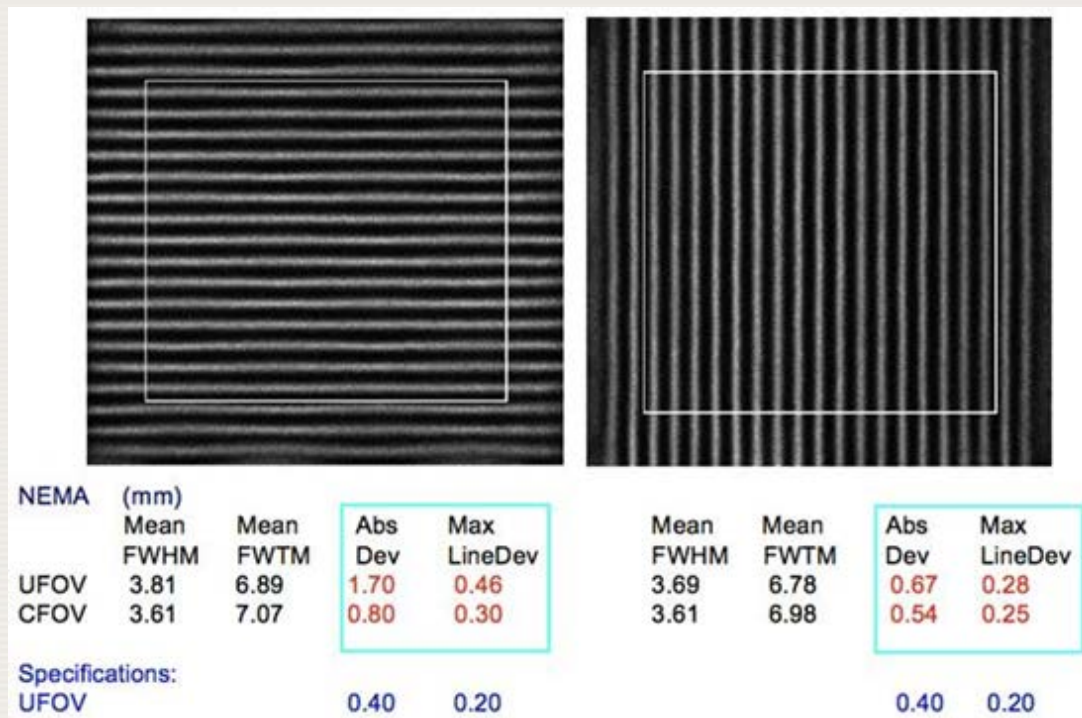 NEMA (mm)
Mean Mean Abs Max Mean Mean Abs Max
FWHM FWTM Dev LineDev FWHM FWTM Dev LineDev
UFOV 3.81 6.89 1.70 0.46 3.69 6.78 0.67 0.28
CFOV 3.61 7.07 0.80 0.30 3.61 6.98 0.54 0.25
Specifications:
UFOV 0.40 0.20 0.40 0.20